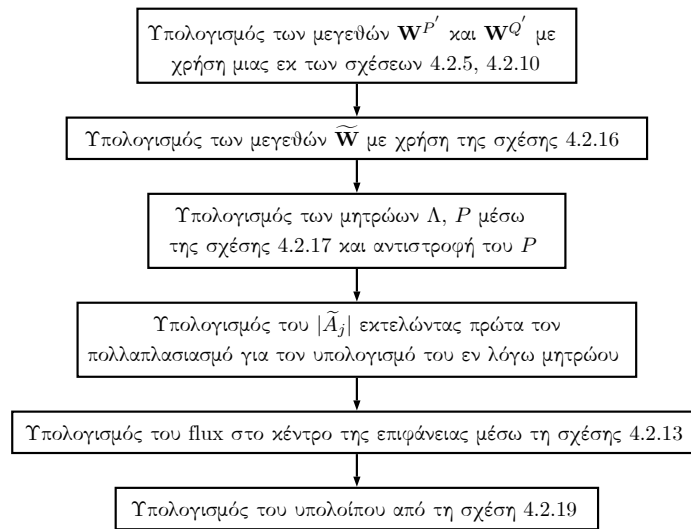 Υπολογισμός των μεγεθών 𝐖^{P′} και 𝐖^{Q′} με
χρήση μιας εκ των σχέσεων 4.2.5, 4.2.10
Υπολογισμός των μεγεθών \widetilde{𝐖} με χρήση της σχέσης 4.2.16
Υπολογισμός των μητρώων Λ, P μέσω
της σχέσης 4.2.17 και αντιστροφή του P
Υπολογισμός του |\widetilde{A}_j| εκτελώντας πρώτα τον
πολλαπλασιασμό για τον υπολογισμό του εν λόγω μητρώου
Υπολογισμός του flux στο κέντρο της επιφάνειας μέσω τη σχέσης 4.2.13
Υπολογισμός του υπολοίπου από τη σχέση 4.2.19